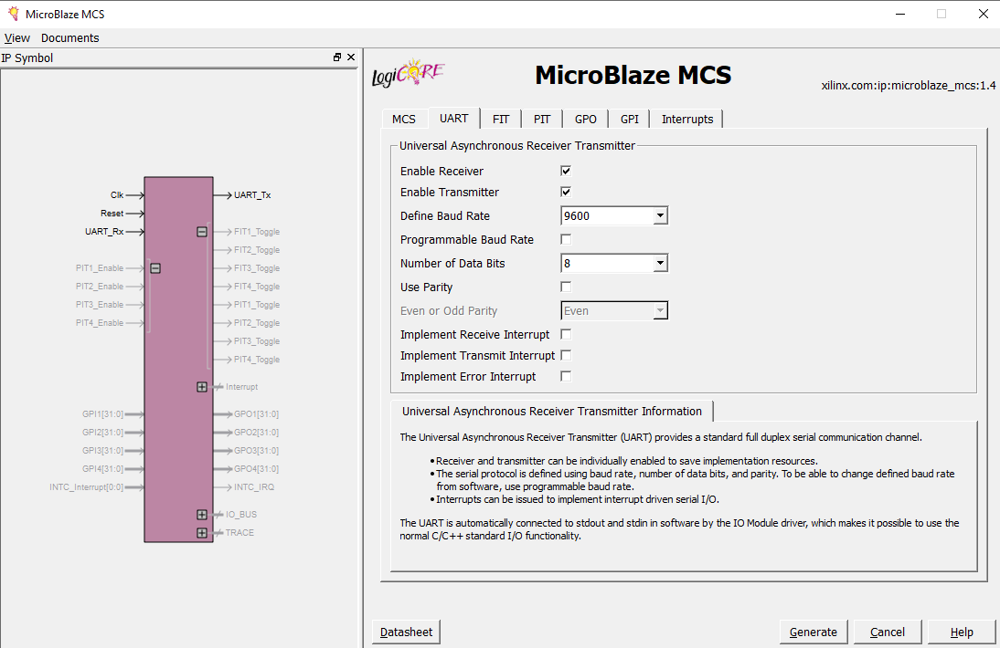 MicroBlaze MCS
View Documents
IP Symbol
Clk
Reset
UART_Rx
PIT1_Enable
PIT2_Enable
PIT3_Enable
PIT4_Enable
GPI1[31:0]
GPI2[31:0]
GPI3[31:0]
GPI4[31:0]
INTC_Interrupt[0:0]
UART_Tx
FIT1_Toggle
FIT2_Toggle
FIT3_Toggle
FIT4_Toggle
PIT1_Toggle
PIT2_Toggle
PIT3_Toggle
PIT4_Toggle
Interrupt
GPO1[31:0]
GPO2[31:0]
GPO3[31:0]
GPO4[31:0]
INTC_IRQ
IO_BUS
TRACE
LogiCORE
MicroBlaze MCS
xilinx.com:ip:microblaze_mcs:1.4
MCS UART FIT PIT GPO GPI Interrupts
Universal Asynchronous Receiver Transmitter
Enable Receiver
Enable Transmitter
Define Baud Rate 9600
Programmable Baud Rate
Number of Data Bits 8
Use Parity
Even or Odd Parity Even
Implement Receive Interrupt
Implement Transmit Interrupt
Implement Error Interrupt
Universal Asynchronous Receiver Transmitter Information
The Universal Asynchronous Receiver Transmitter (UART) provides a standard full duplex serial communication channel.
• Receiver and transmitter can be individually enabled to save implementation resources.
• The serial protocol is defined using baud rate, number of data bits, and parity. To be able to change defined baud rate
from software, use programmable baud rate.
• Interrupts can be issued to implement interrupt driven serial I/O.
The UART is automatically connected to stdout and stdin in software by the IO Module driver, which makes it possible to use the
normal C/C++ standard I/O functionality.
Datasheet Generate Cancel Help